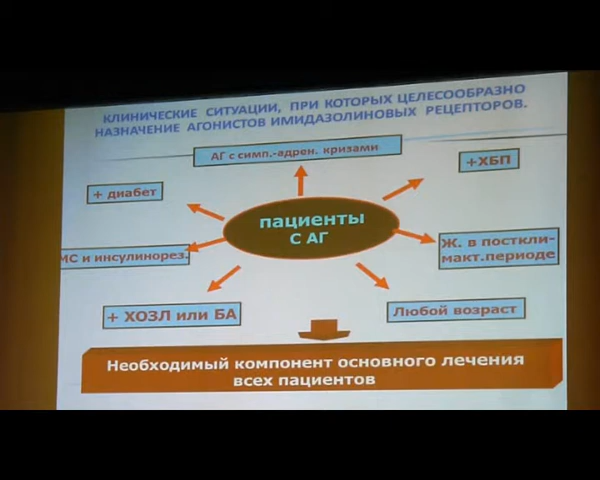 КЛИНИЧЕСКИЕ СИТУАЦИИ, ПРИ КОТОРЫХ ЦЕЛЕСООБРАЗНО
НАЗНАЧЕНИЕ АГОНИСТОВ ИМИДАЗОЛИНОВЫХ РЕЦЕПТОРОВ.
АГ с симп.-адрен. кризами
+ХБП
+ диабет
пациенты
С АГ
МС и инсулинорез.
Ж. в посткли-
макт.периоде
+ ХОЗЛ или БА
Любой возраст
Необходимый компонент основного лечения
всех пациентов